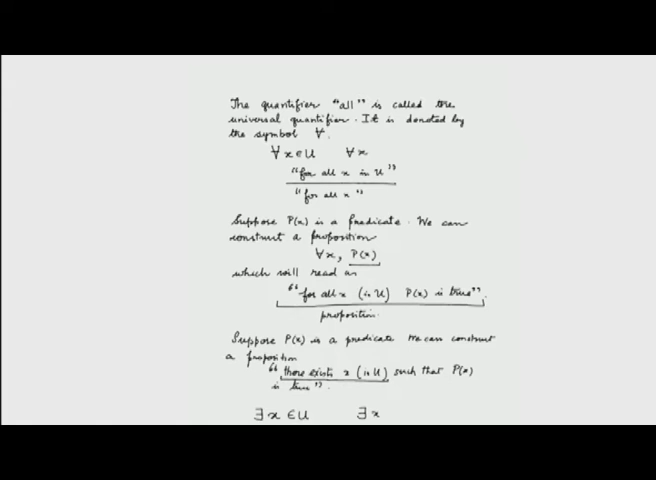 The quantifier "all" is called the
universal quantifier. It is denoted by
the symbol ∀.
∀ x ∈ U ∀ x
"for all x in U"
"for all x"
Suppose P(x) is a predicate. We can
construct a proposition
∀x, P(x)
which will read as
"for all x (in U) P(x) is true".
proposition.
Suppose P(x) is a predicate We can construct
a proposition
"there exists x (in U) such that P(x)
is true".
∃ x ∈ U ∃ x